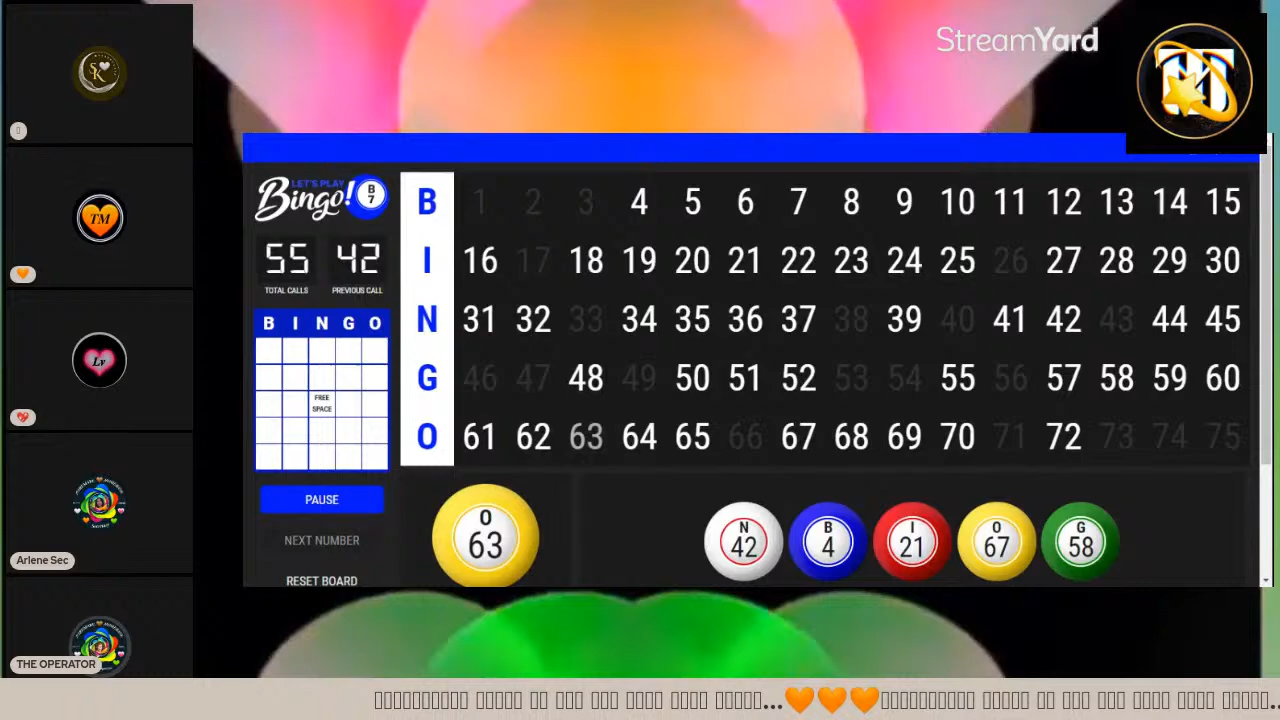 StreamYard
SK
TM
Lv
Arlene Sec
THE OPERATOR
LET'S PLAY
Bingo!
B
7
55 42
TOTAL CALLS PREVIOUS CALL
B I N G O
FREE
SPACE
PAUSE
NEXT NUMBER
RESET BOARD
B 1 2 3 4 5 6 7 8 9 10 11 12 13 14 15
I 16 17 18 19 20 21 22 23 24 25 26 27 28 29 30
N 31 32 33 34 35 36 37 38 39 40 41 42 43 44 45
G 46 47 48 49 50 51 52 53 54 55 56 57 58 59 60
O 61 62 63 64 65 66 67 68 69 70 71 72 73 74 75
O
63
N
42
B
4
I
21
O
67
G
58